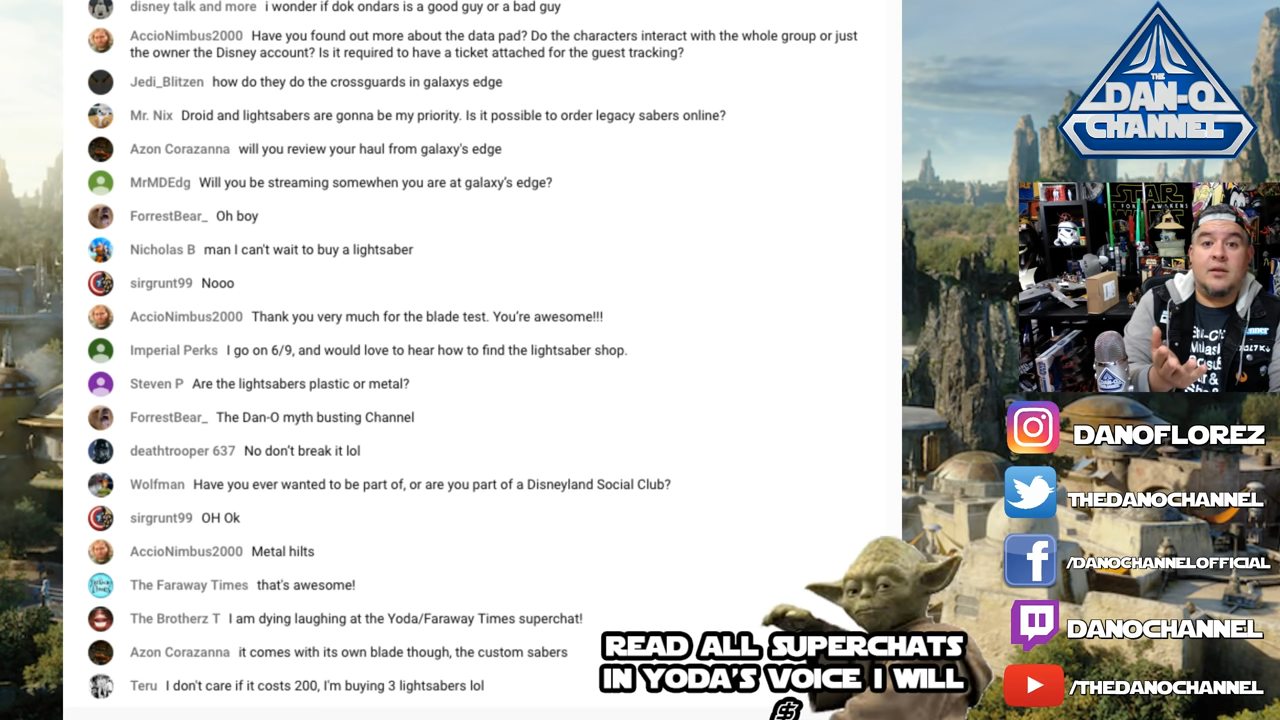 disney talk and more i wonder if dok ondars is a good guy or a bad guy
AccioNimbus2000 Have you found out more about the data pad? Do the characters interact with the whole group or just
the owner the Disney account? Is it required to have a ticket attached for the guest tracking?
Jedi_Blitzen how do they do the crossguards in galaxys edge
Mr. Nix Droid and lightsabers are gonna be my priority. Is it possible to order legacy sabers online?
Azon Corazanna will you review your haul from galaxy's edge
MrMDEdg Will you be streaming somewhen you are at galaxy's edge?
ForrestBear_ Oh boy
Nicholas B man I can't wait to buy a lightsaber
sirgrunt99 Nooo
AccioNimbus2000 Thank you very much for the blade test. You're awesome!!!
Imperial Perks I go on 6/9, and would love to hear how to find the lightsaber shop.
Steven P Are the lightsabers plastic or metal?
ForrestBear_ The Dan-O myth busting Channel
deathtrooper 637 No don't break it lol
Wolfman Have you ever wanted to be part of, or are you part of a Disneyland Social Club?
sirgrunt99 OH Ok
AccioNimbus2000 Metal hilts
The Faraway Times that's awesome!
The Brotherz T I am dying laughing at the Yoda/Faraway Times superchat!
Azon Corazanna it comes with its own blade though, the custom sabers
Teru I don't care if it costs 200, I'm buying 3 lightsabers lol
READ ALL SUPERCHATS
IN YODA'S VOICE I WILL
$
THE
DAN-O
CHANNEL
STAR
WARS
DANOFLOREZ
THEDANOCHANNEL
/DANOCHANNELOFFICIAL
DANOCHANNEL
/THEDANOCHANNEL